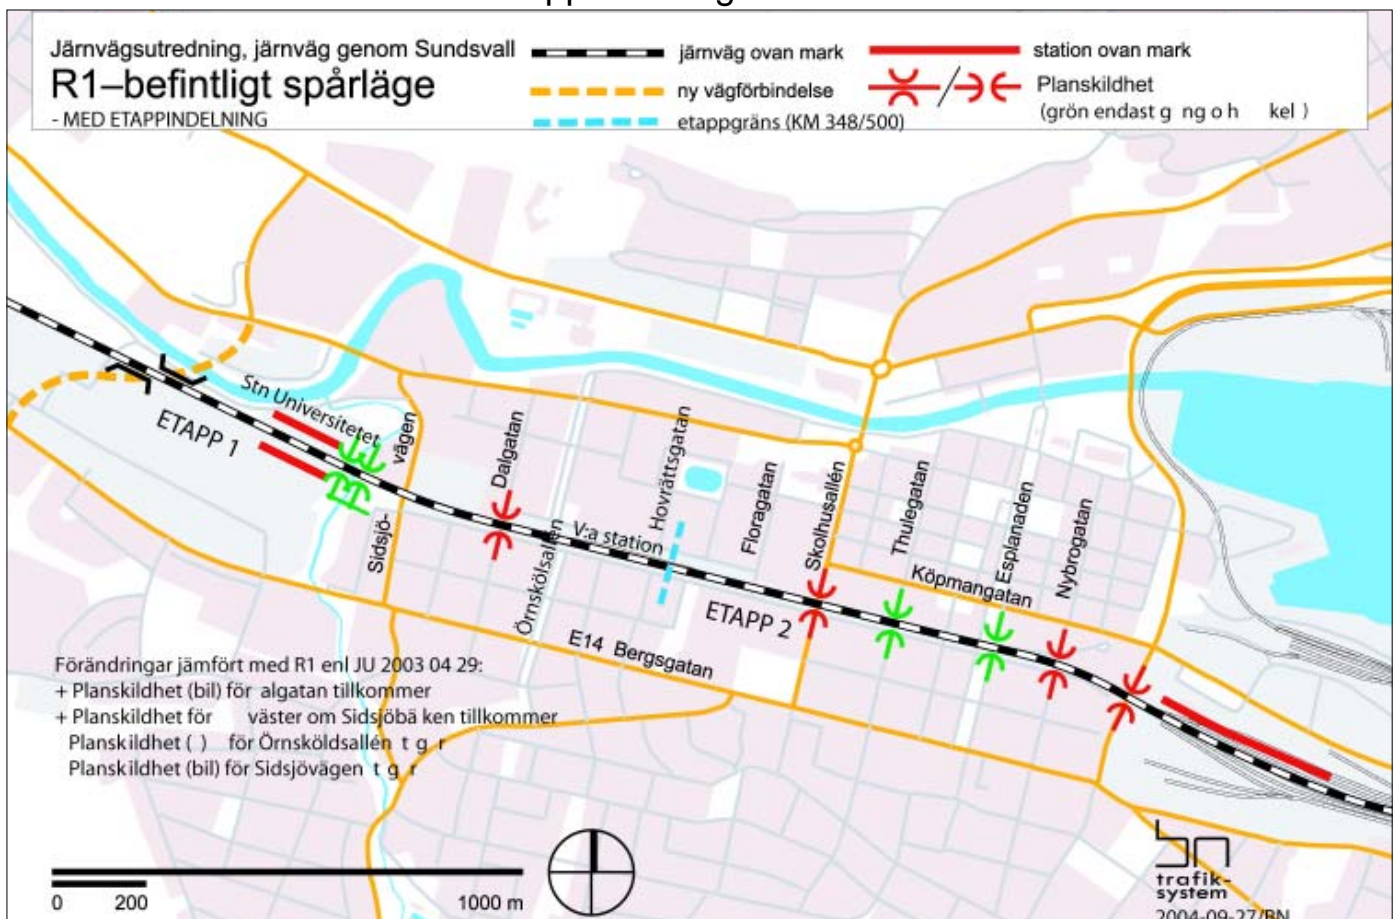 Järnvägsutredning, järnväg genom Sundsvall
R1–befintligt spårläge
- MED ETAPPINDELNING
järnväg ovan mark
ny vägförbindelse
etappgräns (KM 348/500)
station ovan mark
Planskildhet
(grön endast g ng o h kel )
Stn Universitetet
ETAPP 1
Sidsjö-
vägen
Dalgatan
Örnskölsallén
V:a station
Hovrättsgatan
Floragatan
Skolhusallén
Thulegatan
Esplanaden
Nybrogatan
Köpmangatan
ETAPP 2
E14 Bergsgatan
Förändringar jämfört med R1 enl JU 2003 04 29:
+ Planskildhet (bil) för algatan tillkommer
+ Planskildhet för väster om Sidsjöbä ken tillkommer
Planskildhet ( ) för Örnsköldsallén t g r
Planskildhet (bil) för Sidsjövägen t g r
0 200 1000 m
trafik-
system
2004-09-27/BN